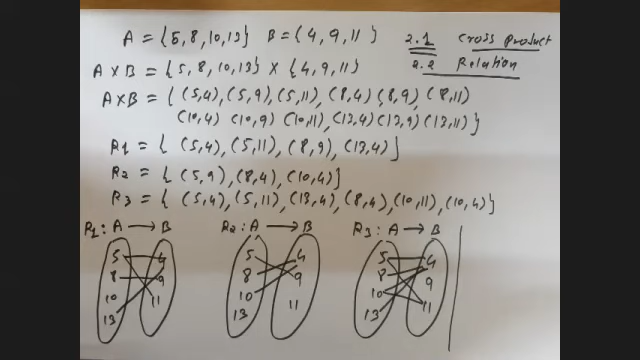 A = {5, 8, 10, 13} B = {4, 9, 11} 2.1 Cross product
A x B = {5, 8, 10, 13} x {4, 9, 11} 2.2 Relation
A x B = { (5,4), (5,9), (5,11), (8,4) (8,9), (8,11)
(10,4) (10,9) (10,11), (13,4) (13,9) (13,11) }
R1 = { (5,4), (5,11), (8,9), (13,4) }
R2 = { (5,9), (8,4), (10,4) }
R3 = { (5,4), (5,11), (13,4), (8,4), (10,11), (10,4) }
R1 : A → B R2 : A → B R3 : A → B
5 4 5 4 5 4
8 9 8 9 8 9
10 11 10 11 10 11
13 13 13